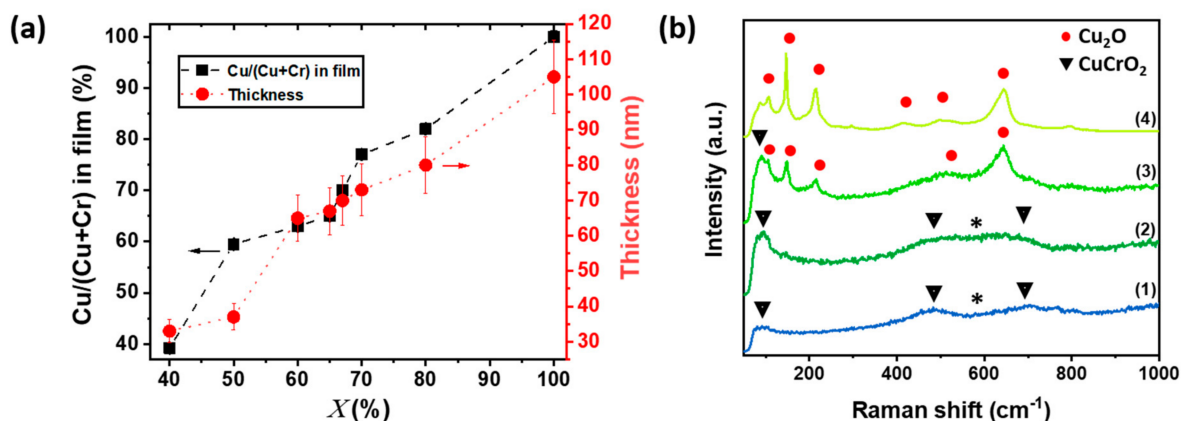 (a)
Cu/(Cu+Cr) in film (%)
100
90
80
70
60
50
40
Cu/(Cu+Cr) in film
Thickness
120
110
100
90
80
70
60
50
40
30
Thickness (nm)
40 50 60 70 80 90 100
X(%)
(b)
Intensity (a.u.)
Cu₂O
CuCrO₂
(4)
(3)
*
(2)
*
(1)
200 400 600 800 1000
Raman shift (cm⁻¹)